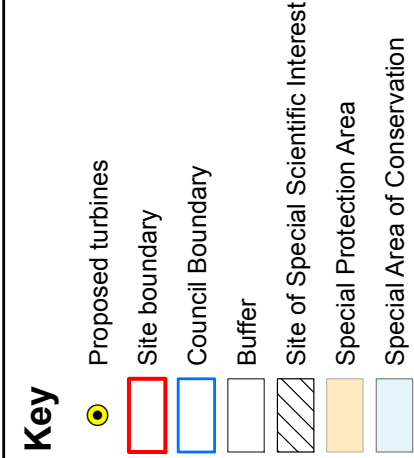 Key
Proposed turbines
Site boundary
Council Boundary
Buffer
Site of Special Scientific Interest
Special Protection Area
Special Area of Conservation